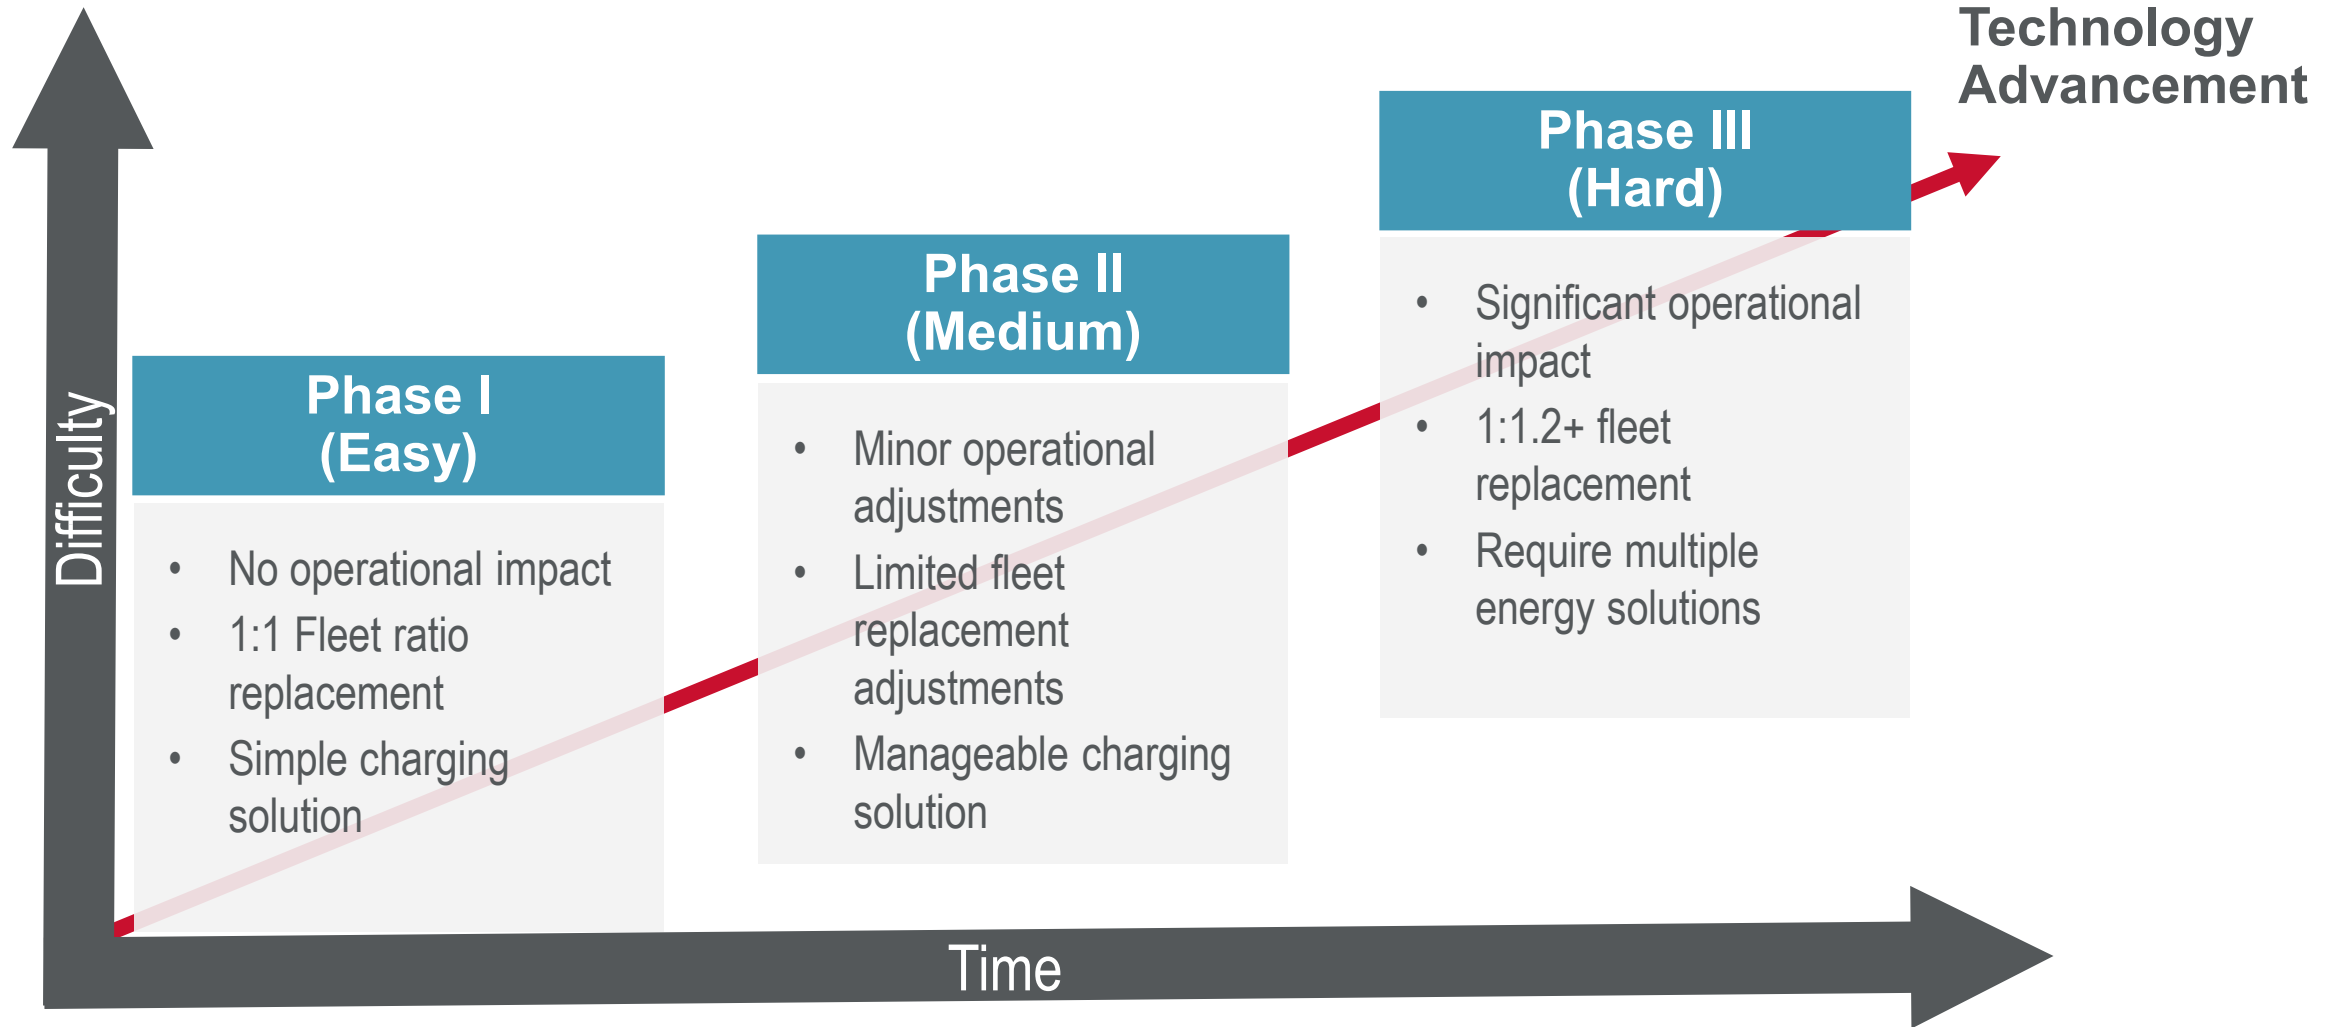 Technology
Advancement
Difficulty
Phase I
(Easy)
• No operational impact
• 1:1 Fleet ratio
replacement
• Simple charging
solution
Phase II
(Medium)
• Minor operational
adjustments
• Limited fleet
replacement
adjustments
• Manageable charging
solution
Phase III
(Hard)
• Significant operational
impact
• 1:1.2+ fleet
replacement
• Require multiple
energy solutions
Time